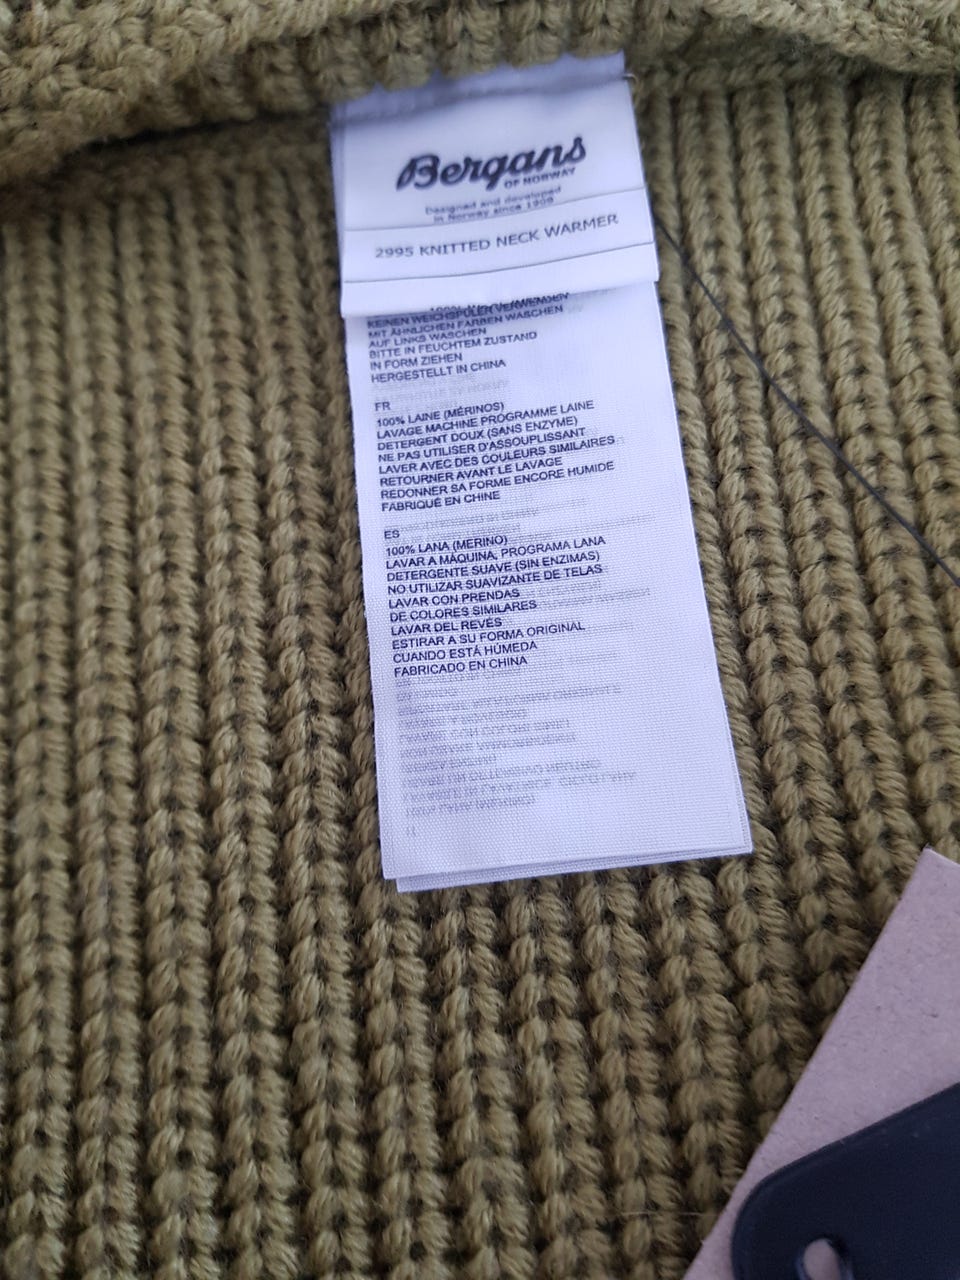 Bergans
OF NORWAY
Designed and developed
in Norway since 1908
2995 KNITTED NECK WARMER
KEINEN WEICHSPÜLER VERWENDEN
MIT ÄHNLICHEN FARBEN WASCHEN
AUF LINKS WASCHEN
BITTE IN FEUCHTEM ZUSTAND
IN FORM ZIEHEN
HERGESTELLT IN CHINA
FR
100% LAINE (MÉRINOS)
LAVAGE MACHINE PROGRAMME LAINE
DETERGENT DOUX (SANS ENZYME)
NE PAS UTILISER D'ASSOUPLISSANT
LAVER AVEC DES COULEURS SIMILAIRES
RETOURNER AVANT LE LAVAGE
REDONNER SA FORME ENCORE HUMIDE
FABRIQUÉ EN CHINE
ES
100% LANA (MERINO)
LAVAR A MÁQUINA, PROGRAMA LANA
DETERGENTE SUAVE (SIN ENZIMAS)
NO UTILIZAR SUAVIZANTE DE TELAS
LAVAR CON PRENDAS
DE COLORES SIMILARES
LAVAR DEL REVÉS
ESTIRAR A SU FORMA ORIGINAL
CUANDO ESTÁ HÚMEDA
FABRICADO EN CHINA